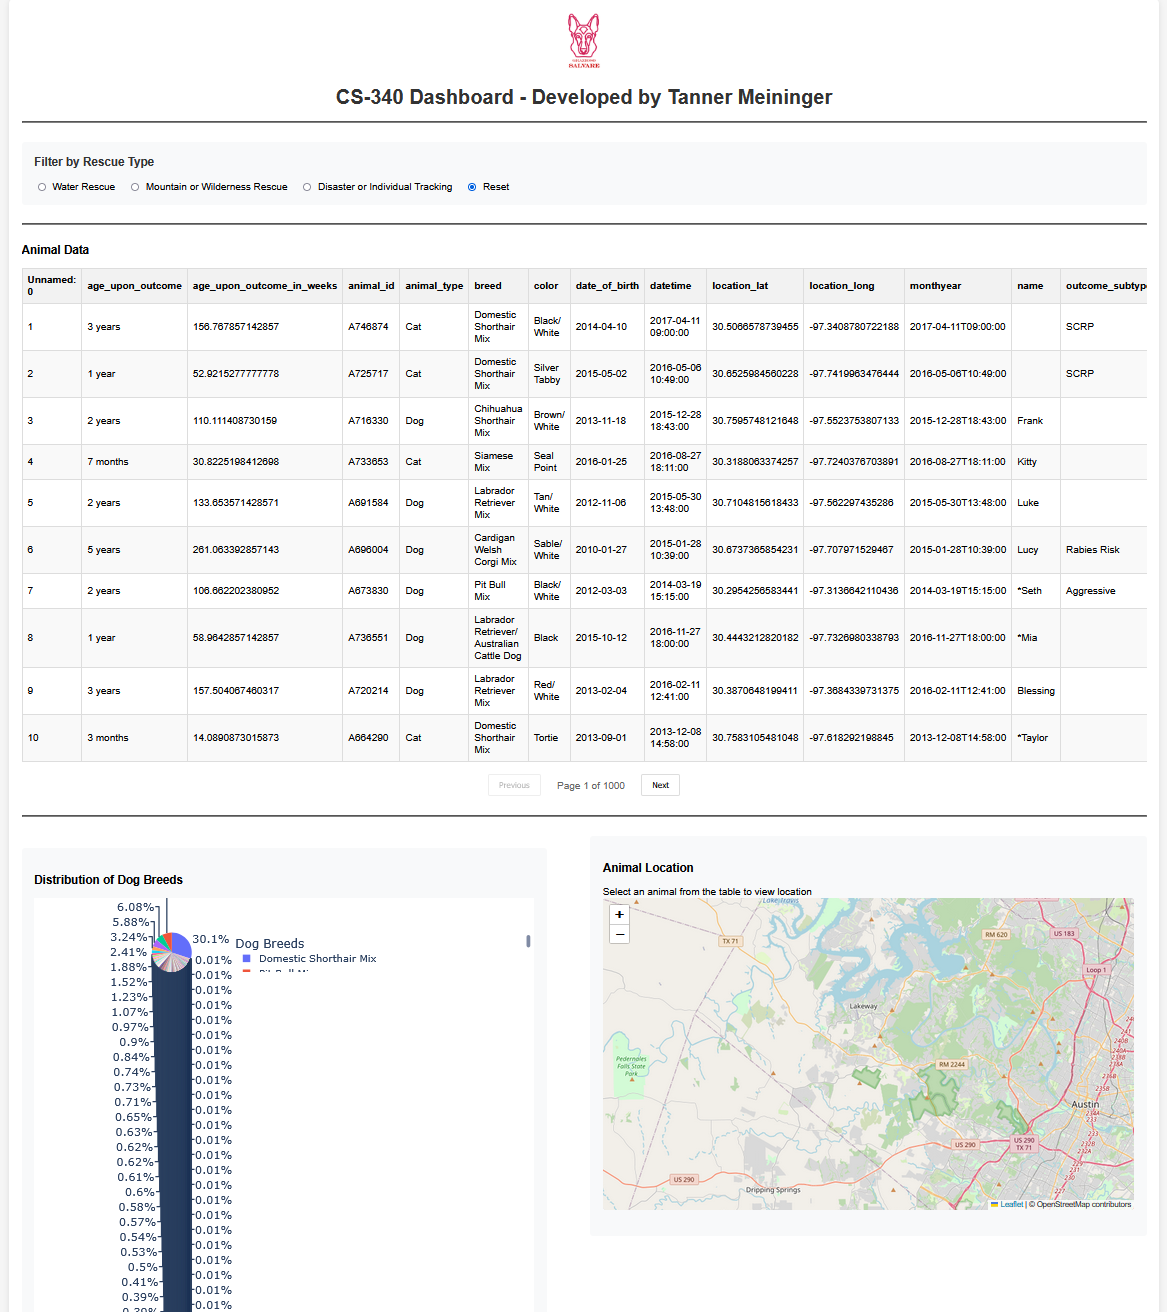 SALVARE
CS-340 Dashboard - Developed by Tanner Meininger
Filter by Rescue Type
Water Rescue Mountain or Wilderness Rescue Disaster or Individual Tracking Reset
Animal Data
Unnamed: 0 age_upon_outcome age_upon_outcome_in_weeks animal_id animal_type breed color date_of_birth datetime location_lat location_long monthyear name outcome_subtype
1 3 years 156.767857142857 A746874 Cat Domestic Shorthair Mix Black/ White 2014-04-10 2017-04-11 09:00:00 30.5066578739455 -97.3408780722188 2017-04-11T09:00:00 SCRP
2 1 year 52.9215277777778 A725717 Cat Domestic Shorthair Mix Silver Tabby 2015-05-02 2016-05-06 10:49:00 30.6525984560228 -97.7419963476444 2016-05-06T10:49:00 SCRP
3 2 years 110.111408730159 A716330 Dog Chihuahua Shorthair Mix Brown/ White 2013-11-18 2015-12-28 18:43:00 30.7595748121648 -97.5523753807133 2015-12-28T18:43:00 Frank
4 7 months 30.8225198412698 A733653 Cat Siamese Mix Seal Point 2016-01-25 2016-08-27 18:11:00 30.3188063374257 -97.7240376703891 2016-08-27T18:11:00 Kitty
5 2 years 133.653571428571 A691584 Dog Labrador Retriever Mix Tan/ White 2012-11-06 2015-05-30 13:48:00 30.7104815618433 -97.562297435286 2015-05-30T13:48:00 Luke
6 5 years 261.063392857143 A696004 Dog Cardigan Welsh Corgi Mix Sable/ White 2010-01-27 2015-01-28 10:39:00 30.6737365854231 -97.707971529467 2015-01-28T10:39:00 Lucy Rabies Risk
7 2 years 106.662202380952 A673830 Dog Pit Bull Mix Black/ White 2012-03-03 2014-03-19 15:15:00 30.2954256583441 -97.3136642110436 2014-03-19T15:15:00 *Seth Aggressive
8 1 year 58.9642857142857 A736551 Dog Labrador Retriever/ Australian Cattle Dog Black 2015-10-12 2016-11-27 18:00:00 30.4443212820182 -97.7326980338793 2016-11-27T18:00:00 *Mia
9 3 years 157.504067460317 A720214 Dog Labrador Retriever Mix Red/ White 2013-02-04 2016-02-11 12:41:00 30.3870648199411 -97.3684339731375 2016-02-11T12:41:00 Blessing
10 3 months 14.0890873015873 A664290 Cat Domestic Shorthair Mix Tortie 2013-09-01 2013-12-08 14:58:00 30.7583105481048 -97.618292198845 2013-12-08T14:58:00 *Taylor
Previous Page 1 of 1000 Next
Distribution of Dog Breeds
6.08%
5.88%
3.24% 30.1% Dog Breeds
2.41% 0.01% Domestic Shorthair Mix
1.88% 0.01% Pit Bull Mix
1.52% 0.01%
1.23% 0.01%
1.07% 0.01%
0.97% 0.01%
0.9% 0.01%
0.84% 0.01%
0.74% 0.01%
0.73% 0.01%
0.71% 0.01%
0.65% 0.01%
0.63% 0.01%
0.62% 0.01%
0.62% 0.01%
0.61% 0.01%
0.6% 0.01%
0.58% 0.01%
0.57% 0.01%
0.54% 0.01%
0.53% 0.01%
0.5% 0.01%
0.41% 0.01%
0.39% 0.01%
0.39% 0.01%
Animal Location
Select an animal from the table to view location
+
−
Lake Travis
TX 71
RM 620
US 183
Loop 1
Lakeway
Pedernales
Falls State
Park
RM 2244
Austin
US 290
US 290
TX 71
US 290
Dripping Springs
Leaflet | © OpenStreetMap contributors